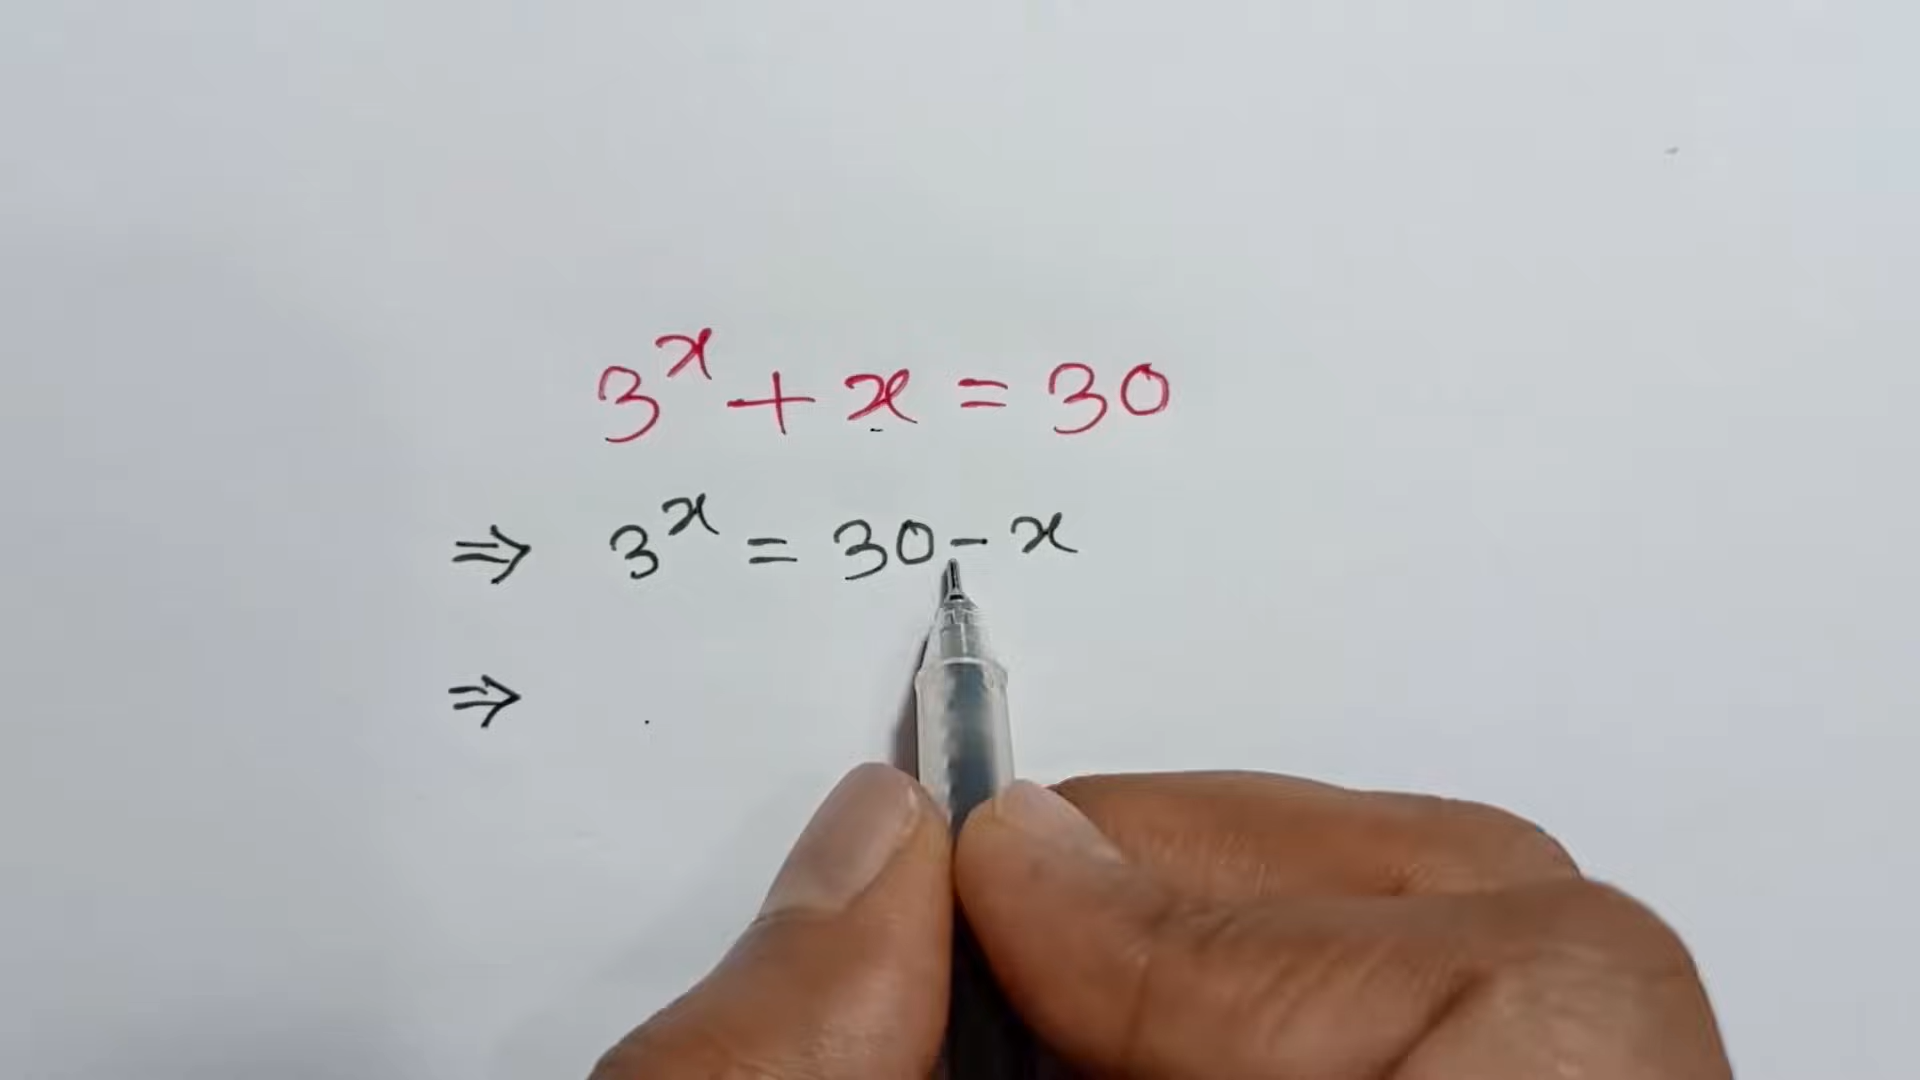 3^x + x = 30
⇒ 3^x = 30 - x
⇒